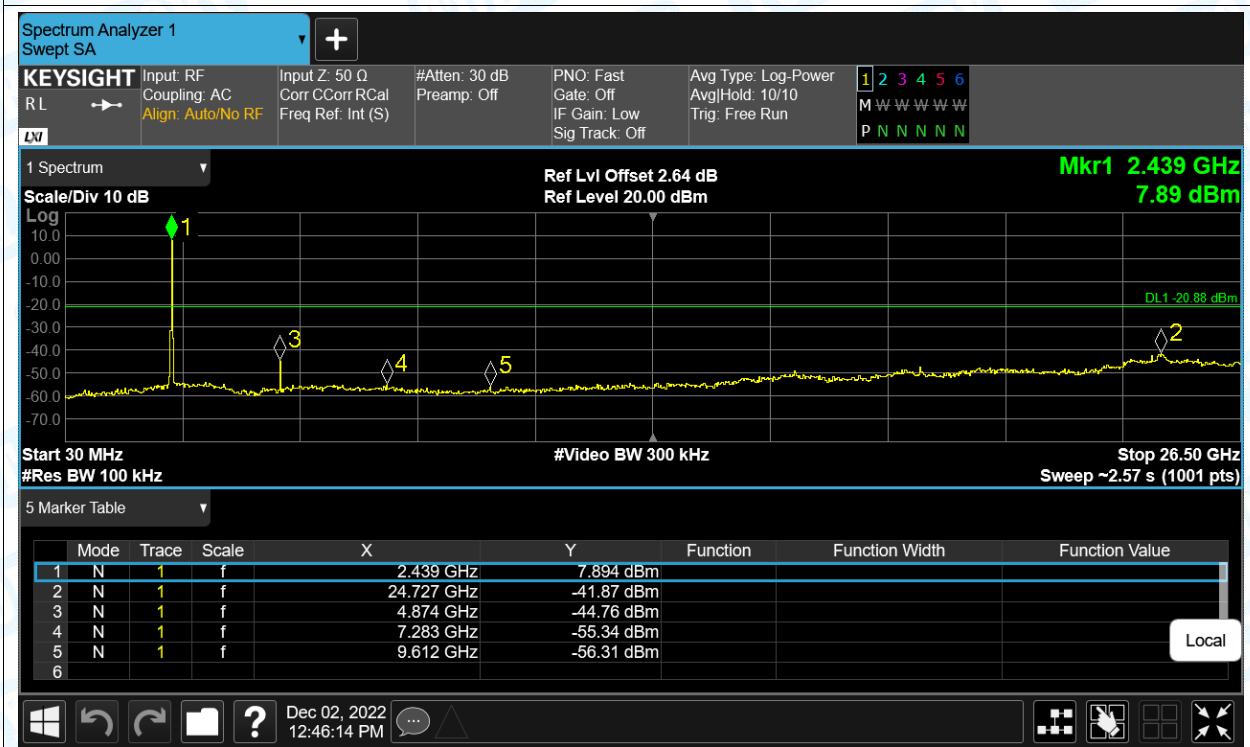 Spectrum Analyzer 1
Swept SA
+
KEYSIGHT Input: RF Input Z: 50 Ω #Atten: 30 dB PNO: Fast Avg Type: Log-Power 1 2 3 4 5 6
RL Coupling: AC Corr CCorr RCal Preamp: Off Gate: Off Avg|Hold: 10/10 M W W W W W
Align: Auto/No RF Freq Ref: Int (S) IF Gain: Low Trig: Free Run
LXI Sig Track: Off P N N N N N
1 Spectrum Ref Lvl Offset 2.64 dB Mkr1 2.439 GHz
Scale/Div 10 dB Ref Level 20.00 dBm 7.89 dBm
Log
1
10.0
0.00
-10.0
-20.0 DL1 -20.88 dBm
-30.0
3 2
-40.0
4 5
-50.0
-60.0
-70.0
Start 30 MHz #Video BW 300 kHz Stop 26.50 GHz
#Res BW 100 kHz Sweep ~2.57 s (1001 pts)
5 Marker Table
Mode Trace Scale X Y Function Function Width Function Value
1 N 1 f 2.439 GHz 7.894 dBm
2 N 1 f 24.727 GHz -41.87 dBm
3 N 1 f 4.874 GHz -44.76 dBm
4 N 1 f 7.283 GHz -55.34 dBm
5 N 1 f 9.612 GHz -56.31 dBm
6
Local
? Dec 02, 2022
12:46:14 PM